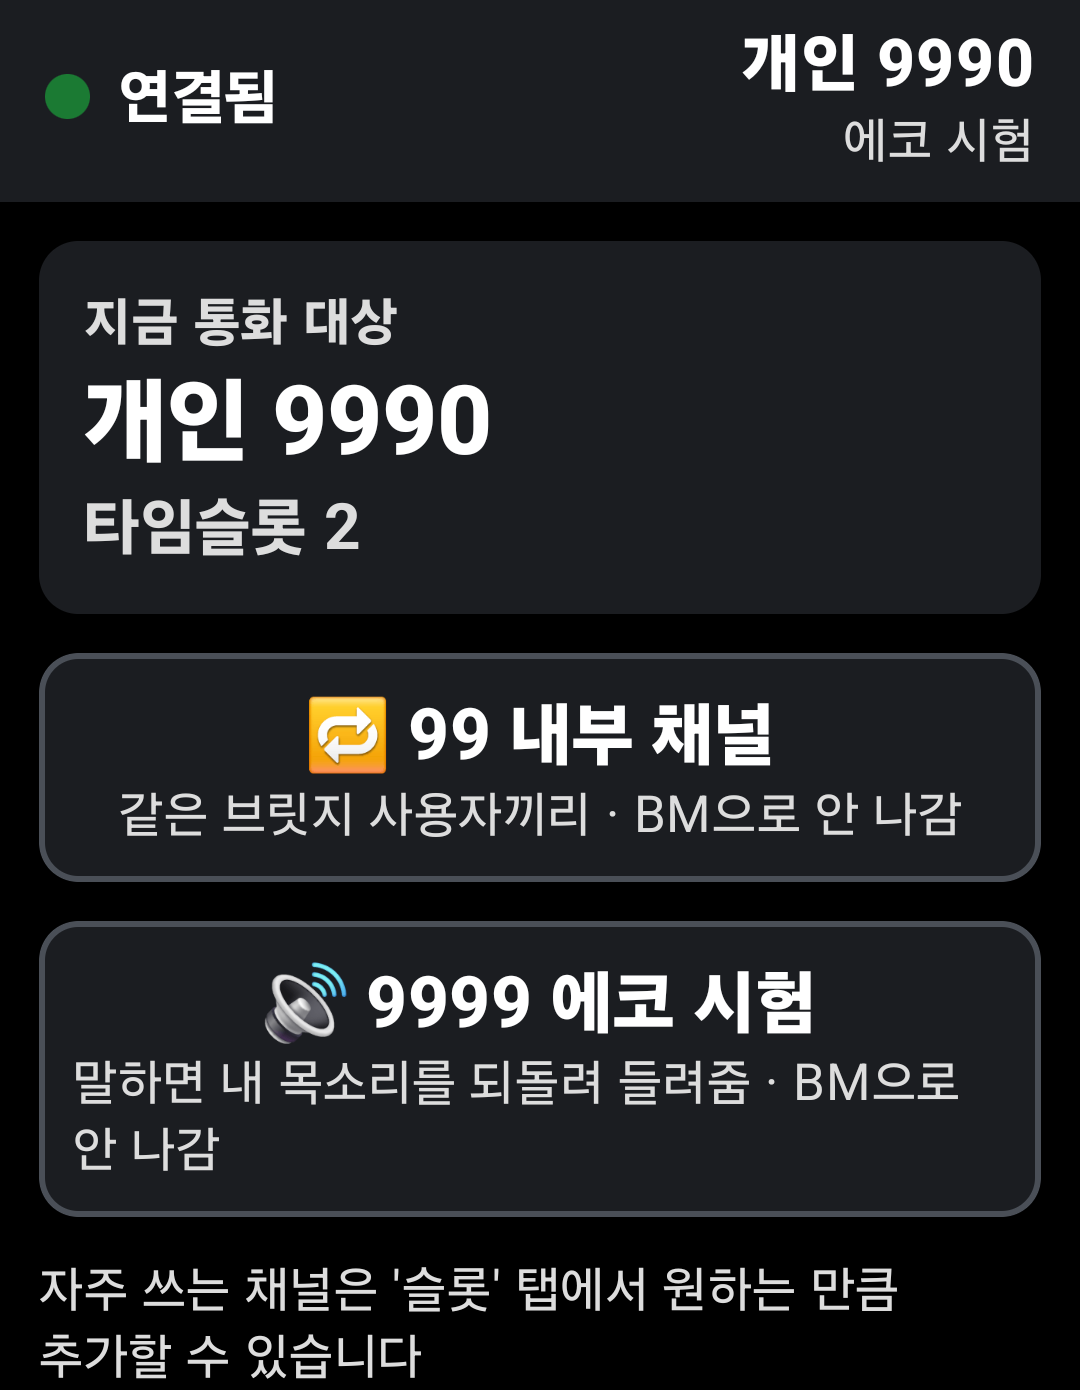 연결됨
개인 9990
에코 시험
지금 통화 대상
개인 9990
타임슬롯 2
🔁 99 내부 채널
같은 브릿지 사용자끼리 · BM으로 안 나감
🔊 9999 에코 시험
말하면 내 목소리를 되돌려 들려줌 · BM으로
안 나감
자주 쓰는 채널은 '슬롯' 탭에서 원하는 만큼
추가할 수 있습니다